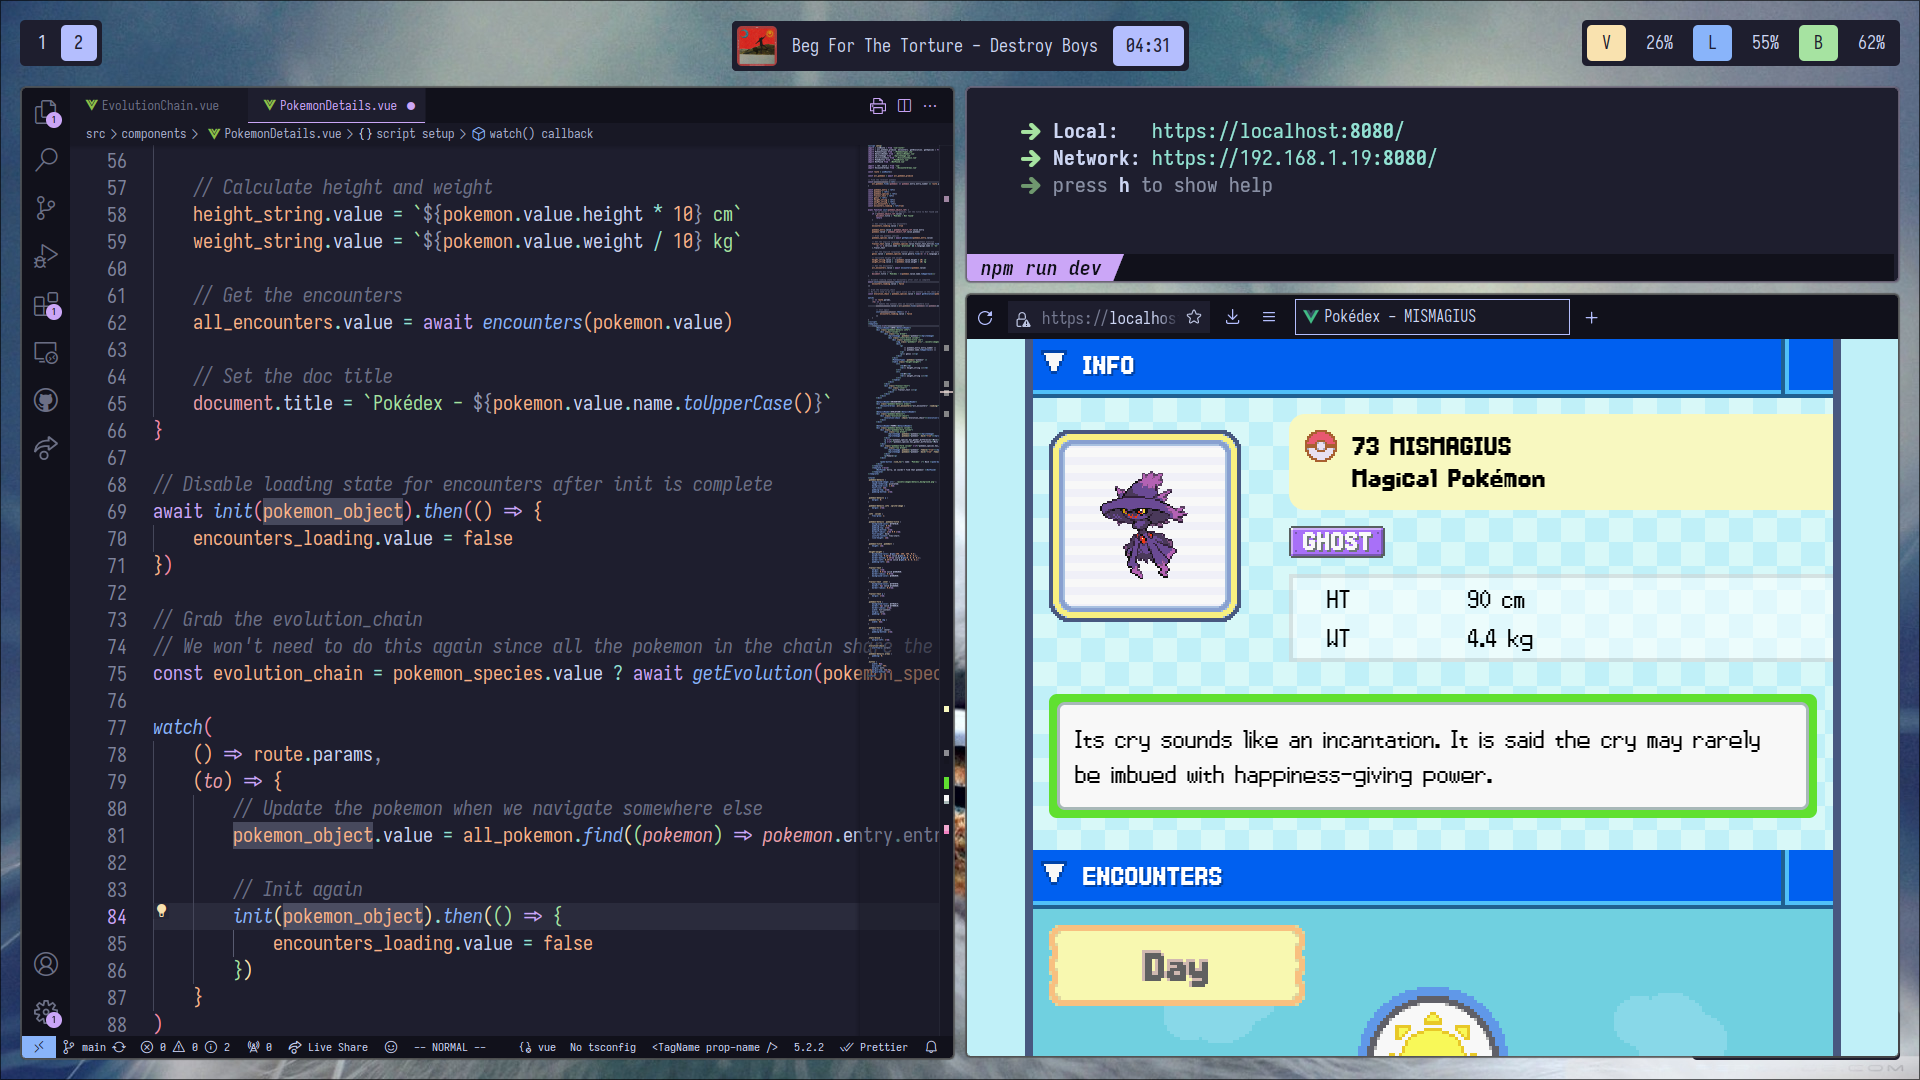 1 2
Beg For The Torture - Destroy Boys 04:31
V 26% L 55% B 62%
EvolutionChain.vue PokemonDetails.vue
src > components > PokemonDetails.vue > {} script setup > watch() callback
56
57 // Calculate height and weight
58 height_string.value = `${pokemon.value.height * 10} cm`
59 weight_string.value = `${pokemon.value.weight / 10} kg`
60
61 // Get the encounters
62 all_encounters.value = await encounters(pokemon.value)
63
64 // Set the doc title
65 document.title = `Pokédex - ${pokemon.value.name.toUpperCase()}`
66 }
67
68 // Disable loading state for encounters after init is complete
69 await init(pokemon_object).then(() => {
70 encounters_loading.value = false
71 })
72
73 // Grab the evolution_chain
74 // We won't need to do this again since all the pokemon in the chain share the
75 const evolution_chain = pokemon_species.value ? await getEvolution(pokemon_spec
76
77 watch(
78 () => route.params,
79 (to) => {
80 // Update the pokemon when we navigate somewhere else
81 pokemon_object.value = all_pokemon.find((pokemon) => pokemon.entry.entr
82
83 // Init again
84 init(pokemon_object).then(() => {
85 encounters_loading.value = false
86 })
87 }
88 )
main 0 0 2 0 Live Share -- NORMAL -- vue No tsconfig <TagName prop-name /> 5.2.2 Prettier
1
1
1
➜ Local: https://localhost:8080/
➜ Network: https://192.168.1.19:8080/
➜ press h to show help
npm run dev
https://localhos Pokédex - MISMAGIUS +
INFO
73 MISMAGIUS
Magical Pokémon
GHOST
HT 90 cm
WT 4.4 kg
Its cry sounds like an incantation. It is said the cry may rarely
be imbued with happiness-giving power.
ENCOUNTERS
Day